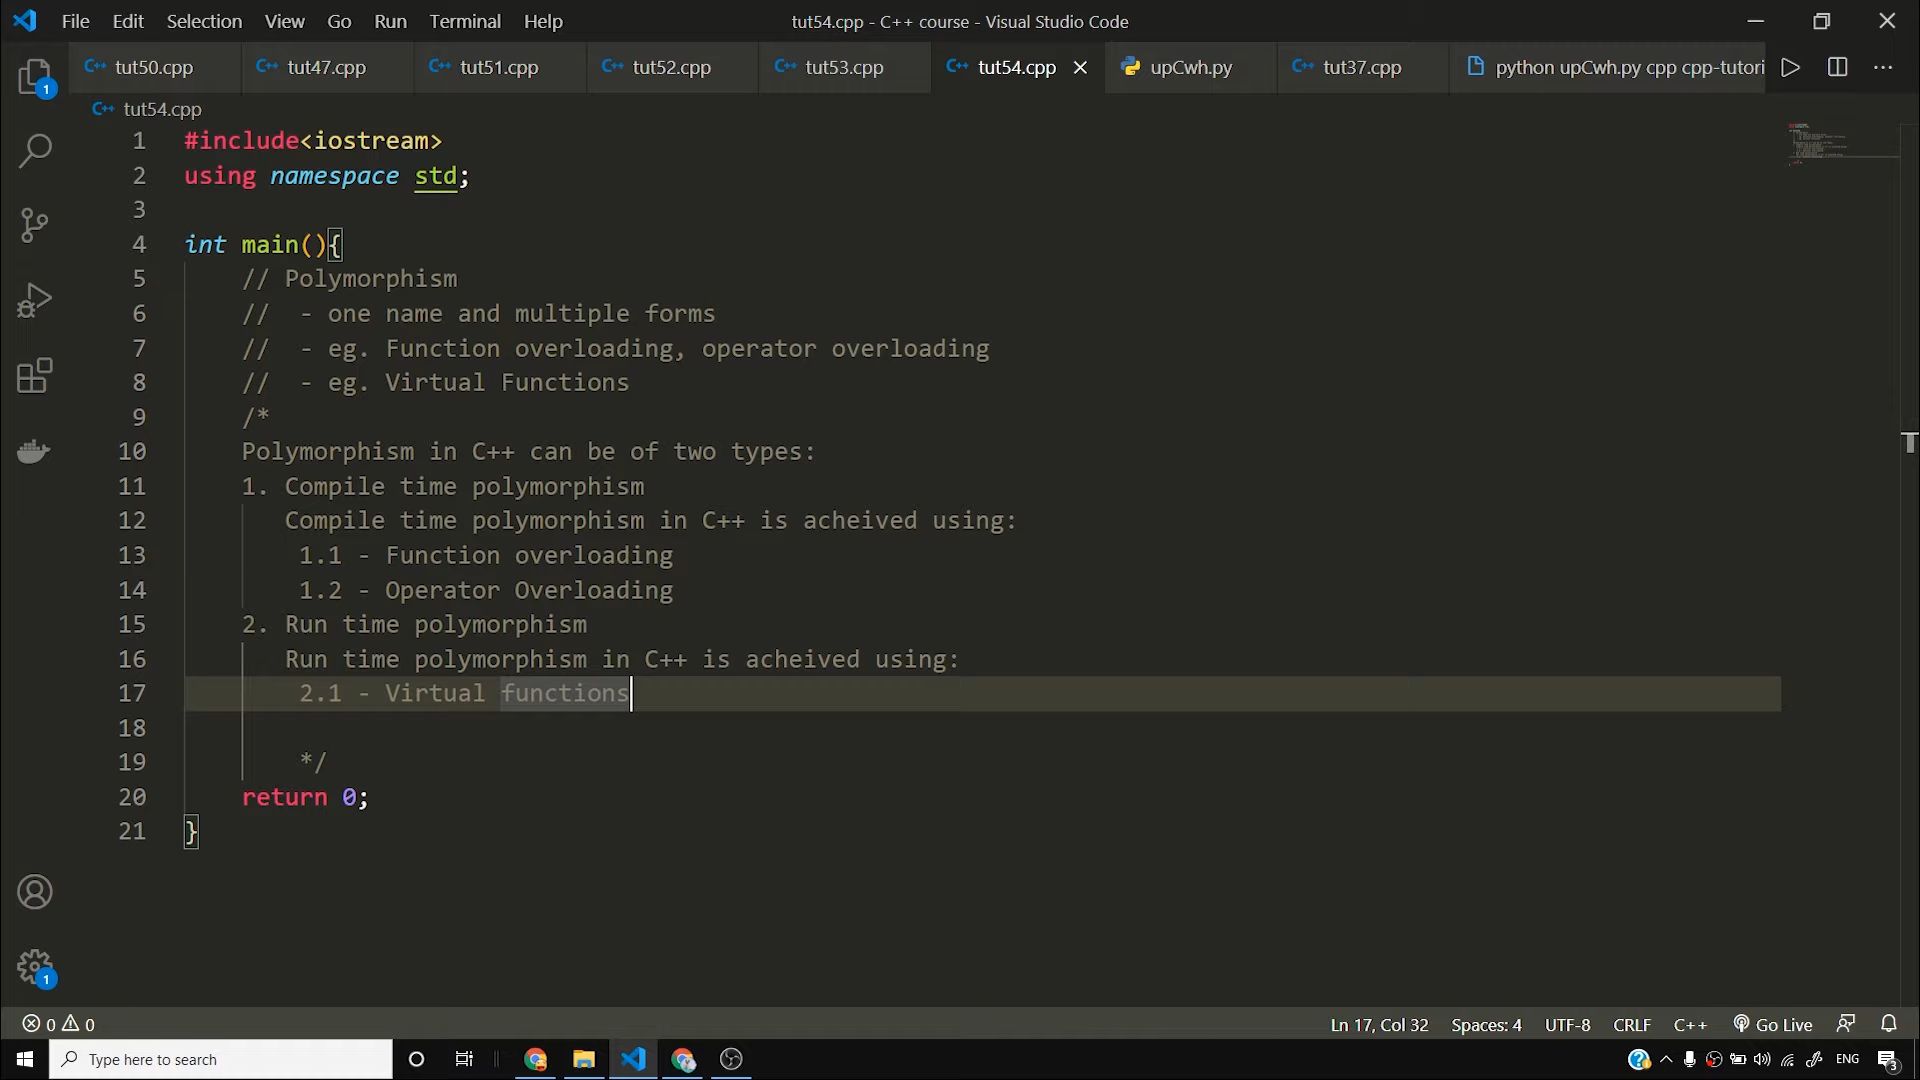 File Edit Selection View Go Run Terminal Help tut54.cpp - C++ course - Visual Studio Code
tut50.cpp tut47.cpp tut51.cpp tut52.cpp tut53.cpp tut54.cpp upCwh.py tut37.cpp python upCwh.py cpp cpp-tutori
tut54.cpp
1 #include<iostream>
2 using namespace std;
3
4 int main(){
5 // Polymorphism
6 // - one name and multiple forms
7 // - eg. Function overloading, operator overloading
8 // - eg. Virtual Functions
9 /*
10 Polymorphism in C++ can be of two types:
11 1. Compile time polymorphism
12 Compile time polymorphism in C++ is acheived using:
13 1.1 - Function overloading
14 1.2 - Operator Overloading
15 2. Run time polymorphism
16 Run time polymorphism in C++ is acheived using:
17 2.1 - Virtual functions
18
19 */
20 return 0;
21 }
0 0 Ln 17, Col 32 Spaces: 4 UTF-8 CRLF C++ Go Live
Type here to search ENG 3